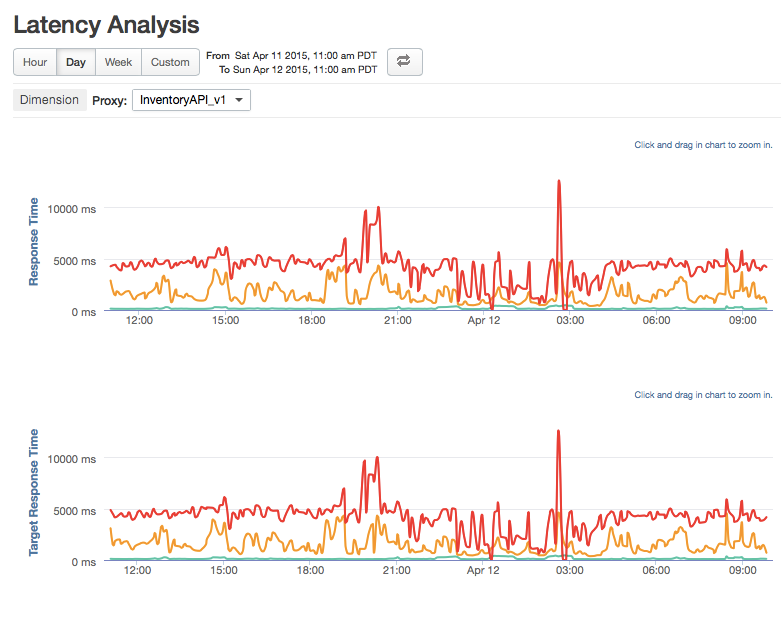 Latency Analysis
Hour Day Week Custom From Sat Apr 11 2015, 11:00 am PDT
To Sun Apr 12 2015, 11:00 am PDT
Dimension Proxy: InventoryAPI_v1
Click and drag in chart to zoom in.
Response Time
10000 ms
5000 ms
0 ms
12:00 15:00 18:00 21:00 Apr 12 03:00 06:00 09:00
Click and drag in chart to zoom in.
Target Response Time
10000 ms
5000 ms
0 ms
12:00 15:00 18:00 21:00 Apr 12 03:00 06:00 09:00